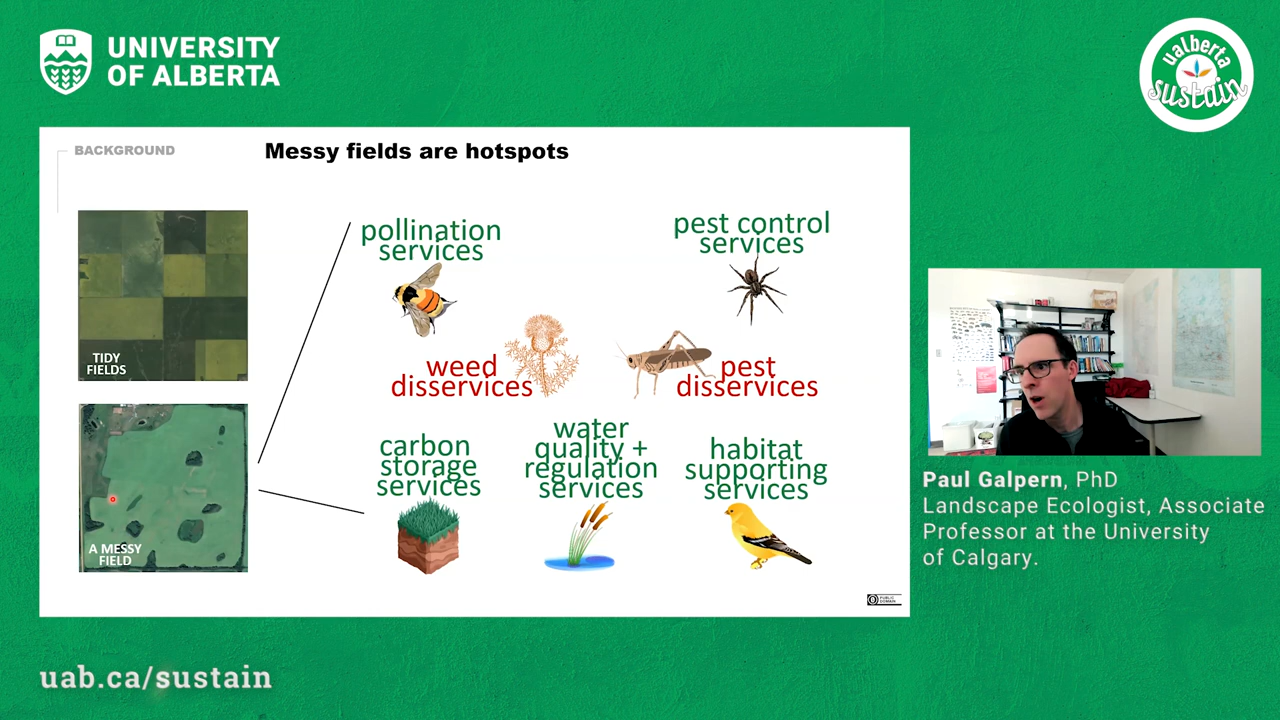 UNIVERSITY
OF ALBERTA
ualberta
sustain
BACKGROUND
Messy fields are hotspots
TIDY
FIELDS
A MESSY
FIELD
pollination
services
pest control
services
weed
disservices
pest
disservices
carbon
storage
services
water
quality +
regulation
services
habitat
supporting
services
PUBLIC
DOMAIN
Paul Galpern, PhD
Landscape Ecologist, Associate
Professor at the University
of Calgary.
uab.ca/sustain